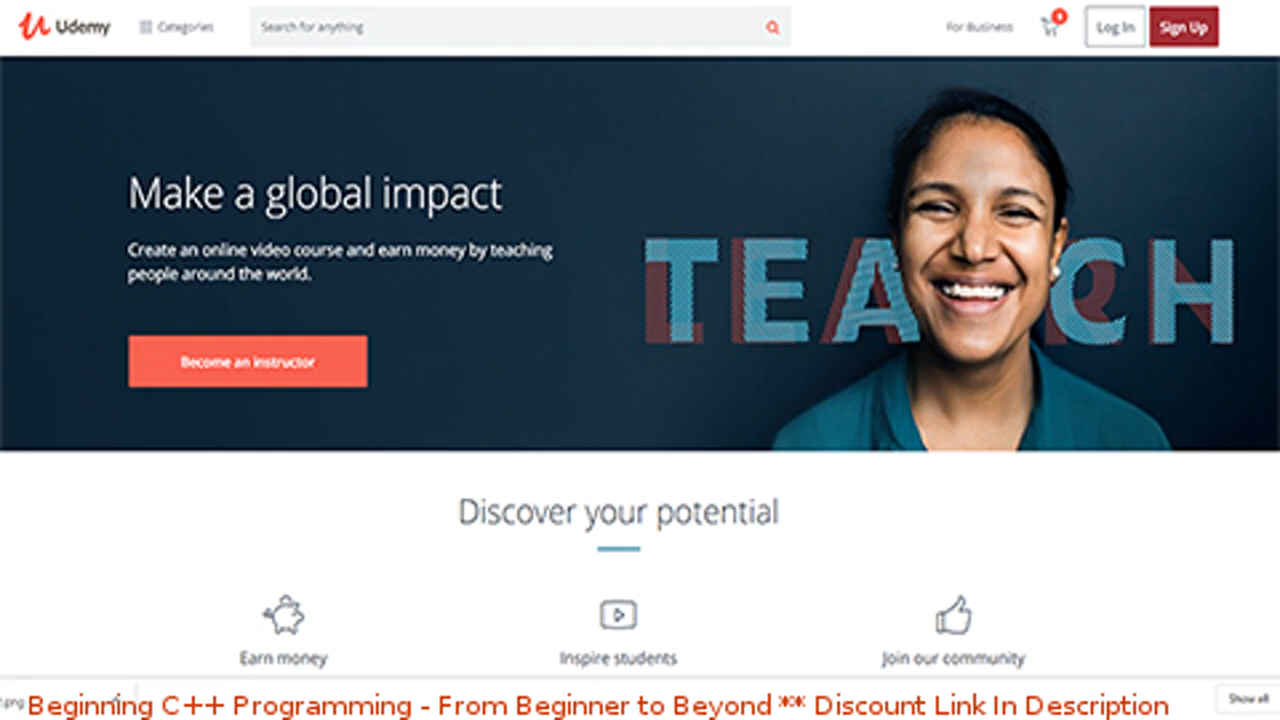 Udemy
Categories
Search for anything
For Business
Log In
Sign Up
Make a global impact
Create an online video course and earn money by teaching
people around the world.
Become an instructor
TEACH
Discover your potential
Earn money
Inspire students
Join our community
.png
Beginning C++ Programming - From Beginner to Beyond ** Discount Link In Description
Show all